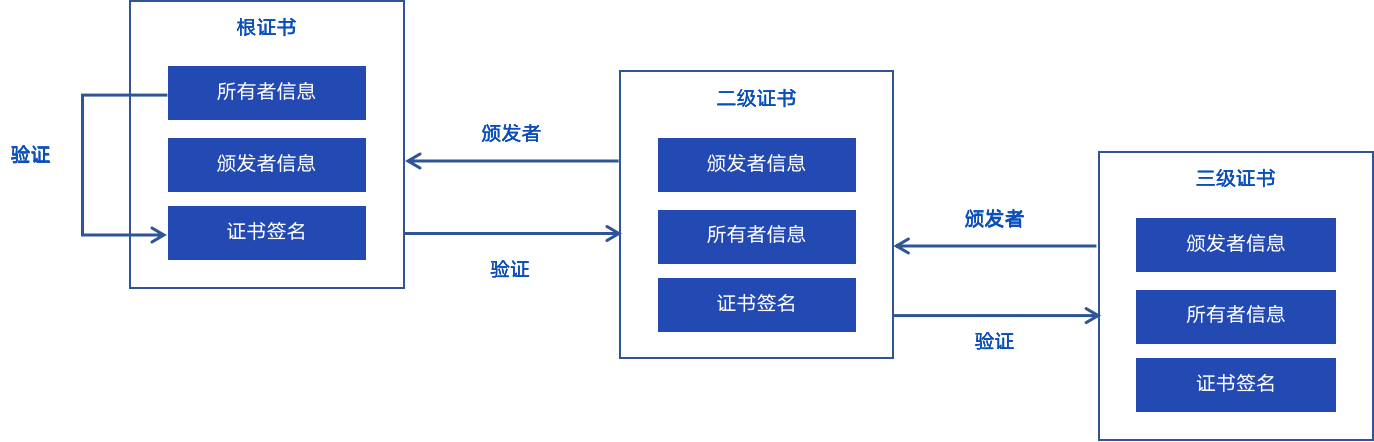 根证书
所有者信息
颁发者信息
证书签名
验证
颁发者
验证
二级证书
颁发者信息
所有者信息
证书签名
颁发者
验证
三级证书
颁发者信息
所有者信息
证书签名